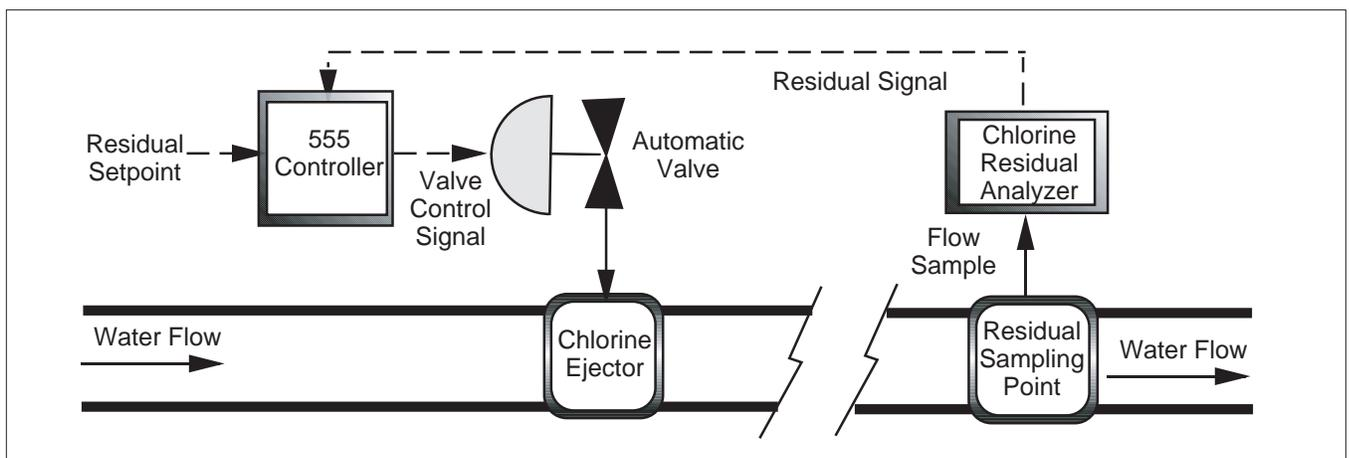 Residual Signal
Residual
Setpoint
555
Controller
Valve
Control
Signal
Automatic
Valve
Chlorine
Residual
Analyzer
Flow
Sample
Water Flow
Chlorine
Ejector
Residual
Sampling
Point
Water Flow